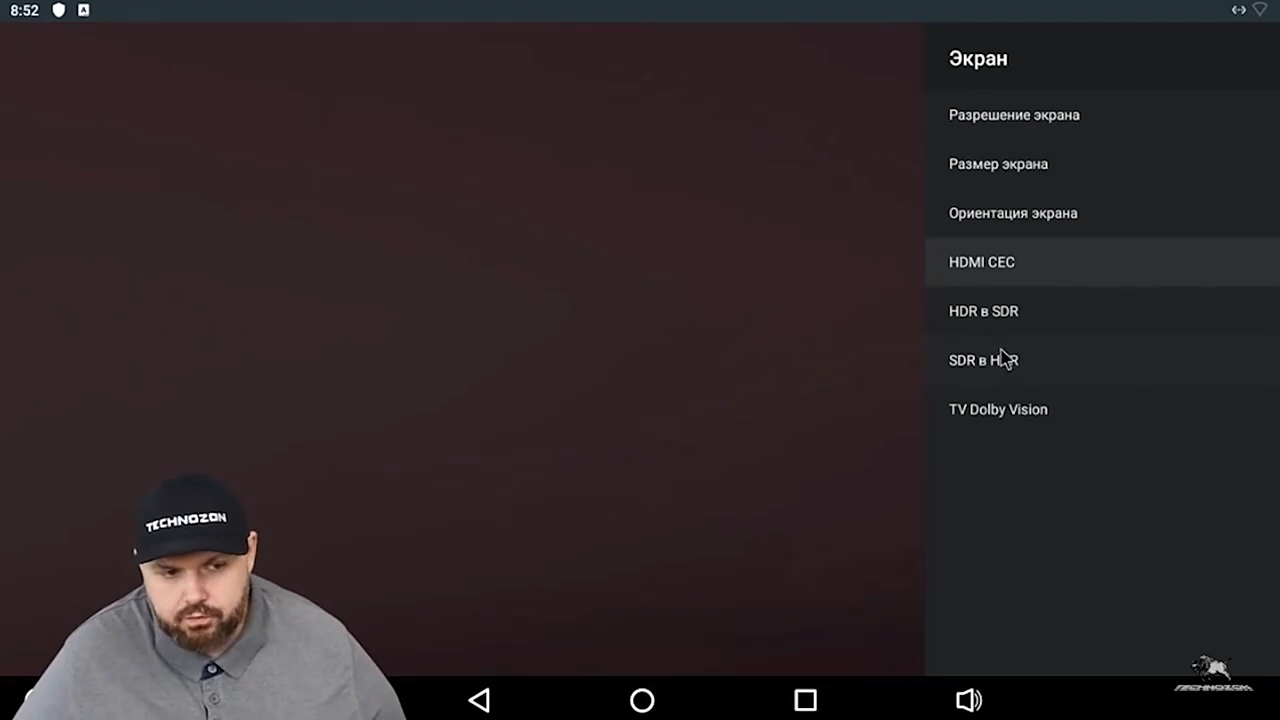 8:52
A
Экран
Разрешение экрана
Размер экрана
Ориентация экрана
HDMI CEC
HDR в SDR
SDR в HDR
TV Dolby Vision
TECHNOZON
TECHNOZON